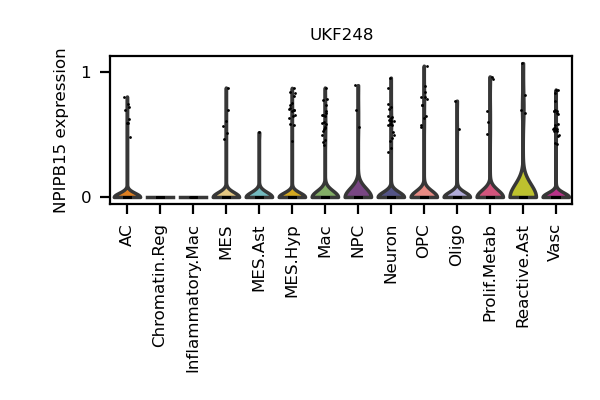 UKF248
NPIPB15 expression
1
0
AC
Chromatin.Reg
Inflammatory.Mac
MES
MES.Ast
MES.Hyp
Mac
NPC
Neuron
OPC
Oligo
Prolif.Metab
Reactive.Ast
Vasc